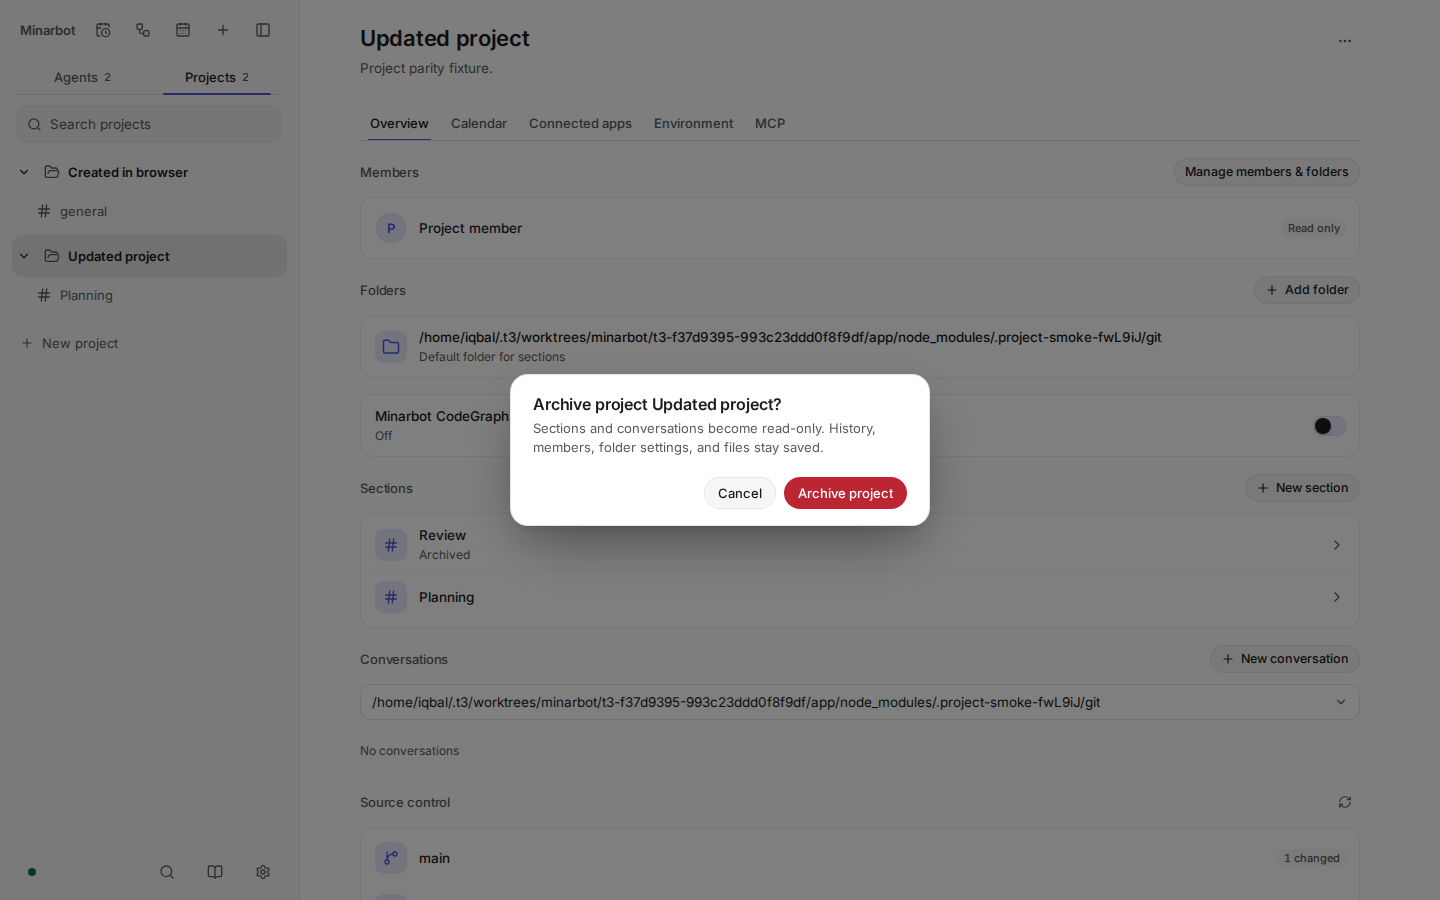 Minarbot
Agents 2
Projects 2
Search projects
Created in browser
general
Updated project
Planning
New project
Updated project
Project parity fixture.
Overview
Calendar
Connected apps
Environment
MCP
Members
Manage members & folders
P
Project member
Read only
Folders
Add folder
/home/iqbal/.t3/worktrees/minarbot/t3-f37d9395-993c23ddd0f8f9df/app/node_modules/.project-smoke-fwL9iJ/git
Default folder for sections
Minarbot CodeGraph
Off
Archive project Updated project?
Sections and conversations become read-only. History,
members, folder settings, and files stay saved.
Cancel
Archive project
Sections
New section
Review
Archived
Planning
Conversations
New conversation
/home/iqbal/.t3/worktrees/minarbot/t3-f37d9395-993c23ddd0f8f9df/app/node_modules/.project-smoke-fwL9iJ/git
No conversations
Source control
main
1 changed